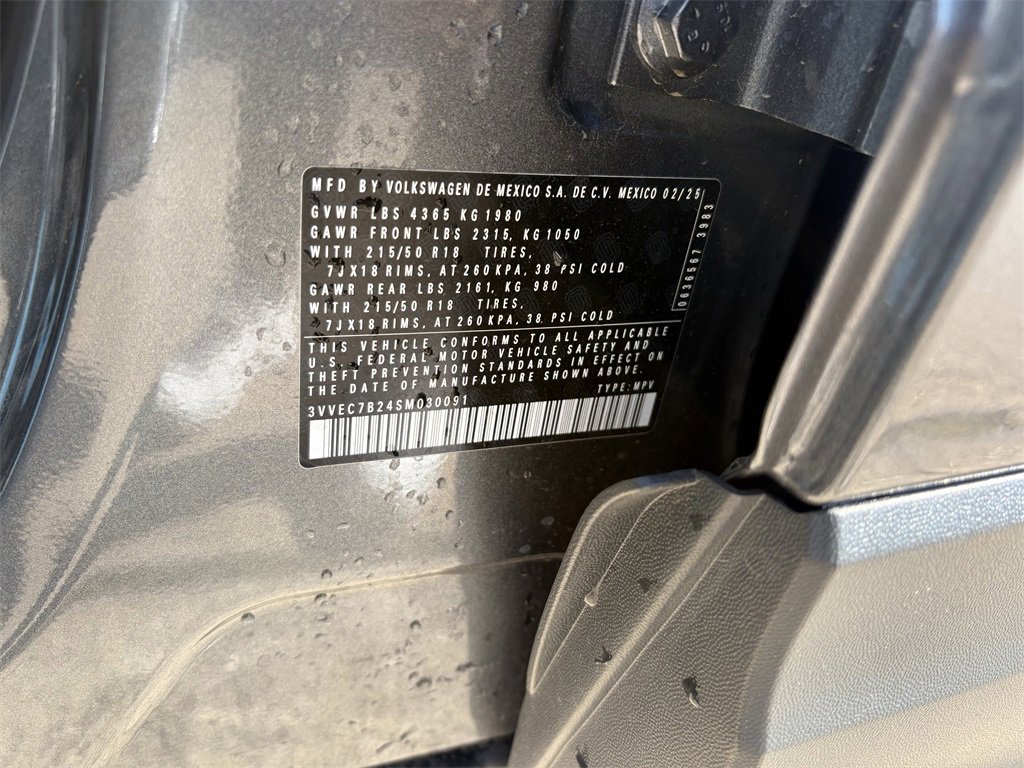 MFD BY VOLKSWAGEN DE MEXICO S.A. DE C.V. MEXICO 02/25
GVWR LBS 4365 KG 1980
GAWR FRONT LBS 2315, KG 1050
WITH 215/50 R18 TIRES,
7JX18 RIMS, AT 260 KPA, 38 PSI COLD
GAWR REAR LBS 2161, KG 980
WITH 215/50 R18 TIRES,
7JX18 RIMS, AT 260 KPA, 38 PSI COLD
0636567 3983
THIS VEHICLE CONFORMS TO ALL APPLICABLE
U.S. FEDERAL MOTOR VEHICLE SAFETY AND
THEFT PREVENTION STANDARDS IN EFFECT ON
THE DATE OF MANUFACTURE SHOWN ABOVE.
3VVEC7B24SM030091 TYPE: MPV